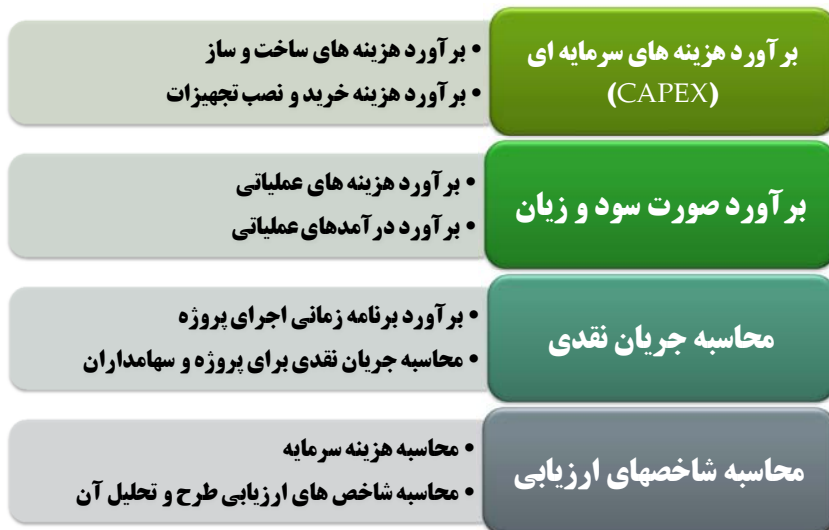 برآورد هزینه های سرمایه ای
(CAPEX)
• برآورد هزینه های ساخت و ساز
• برآورد هزینه خرید و نصب تجهیزات
برآورد صورت سود و زیان
• برآورد هزینه های عملیاتی
• برآورد درآمدهای عملیاتی
محاسبه جریان نقدی
• برآورد برنامه زمانی اجرای پروژه
• محاسبه جریان نقدی برای پروژه و سهامداران
محاسبه شاخصهای ارزیابی
• محاسبه هزینه سرمایه
• محاسبه شاخص های ارزیابی طرح و تحلیل آن